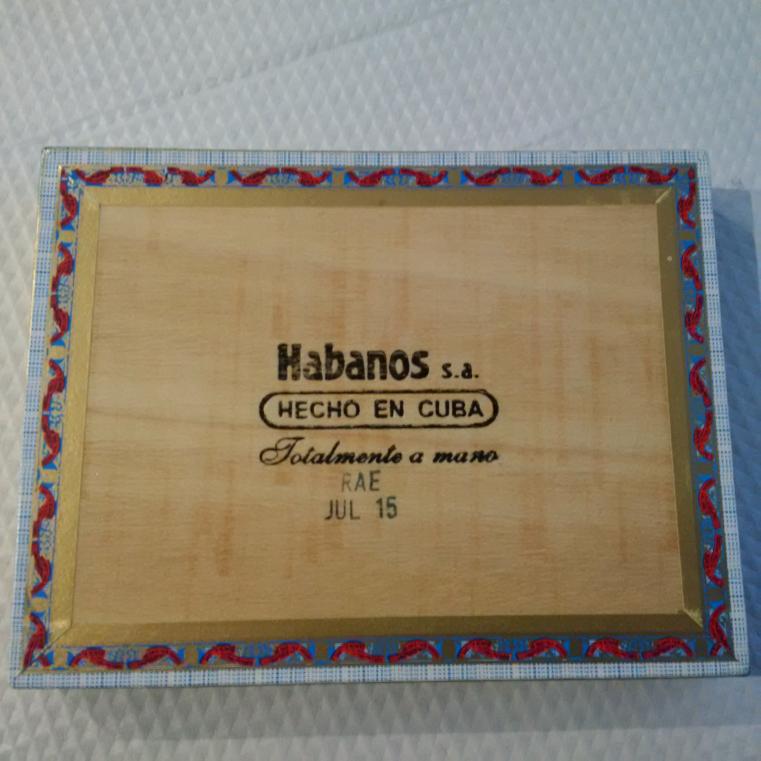 Habanos s.a.
HECHO EN CUBA
Totalmente a mano
RAE
JUL 15